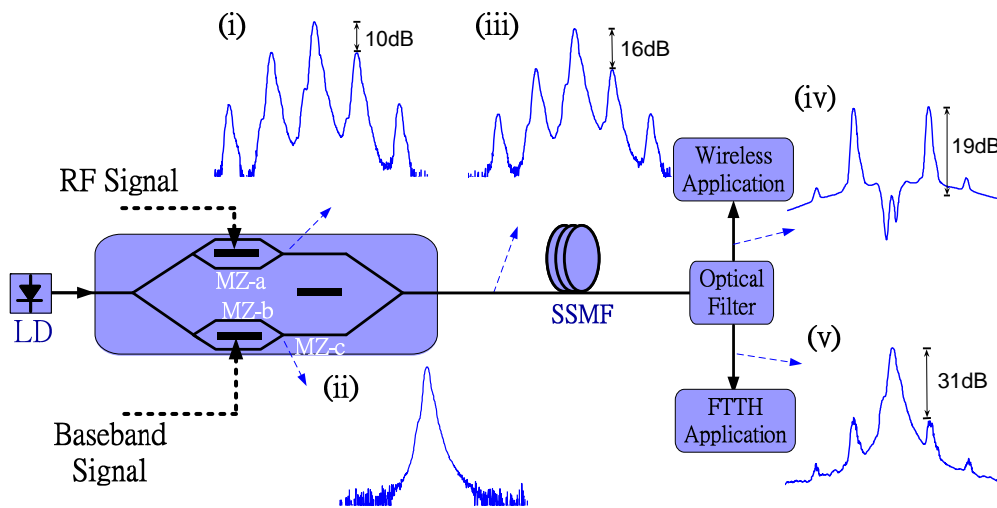 (i)
10dB
(iii)
16dB
(iv)
19dB
RF Signal
Wireless
Application
MZ-a
MZ-b
MZ-c
LD
SSMF
Optical
Filter
(v)
31dB
(ii)
FTTH
Application
Baseband
Signal